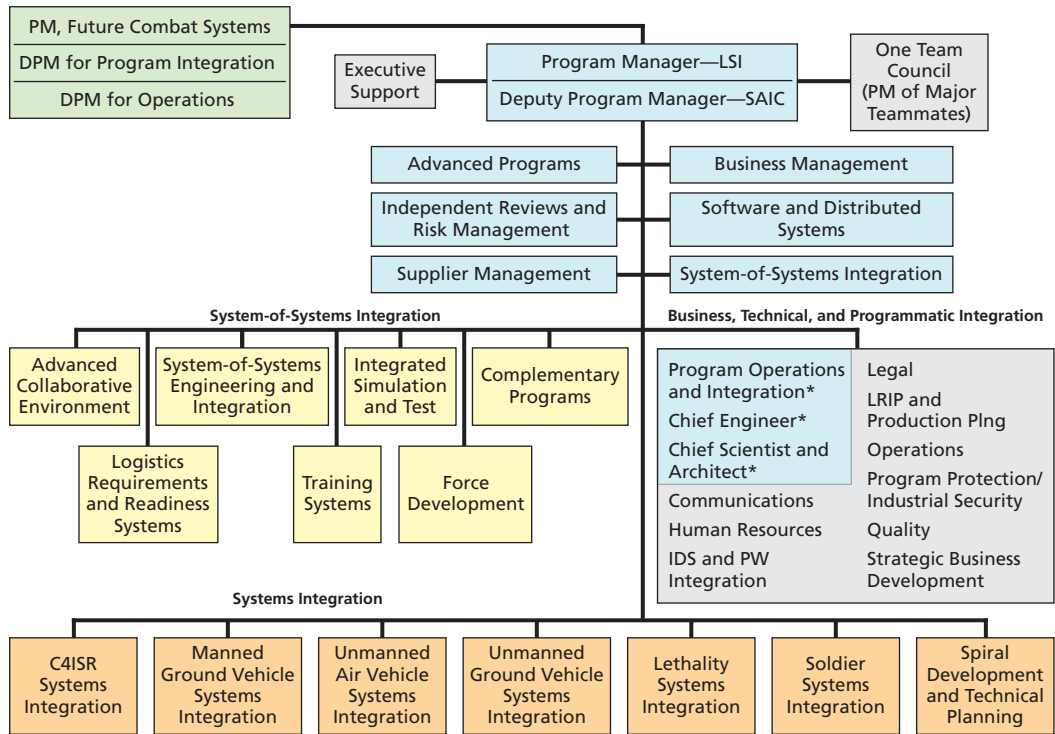 PM, Future Combat Systems
DPM for Program Integration
DPM for Operations
Executive
Support
Program Manager—LSI
Deputy Program Manager—SAIC
One Team
Council
(PM of Major
Teammates)
Advanced Programs
Business Management
Independent Reviews and
Risk Management
Software and Distributed
Systems
Supplier Management
System-of-Systems Integration
System-of-Systems Integration
Advanced
Collaborative
Environment
System-of-Systems
Engineering and
Integration
Integrated
Simulation
and Test
Complementary
Programs
Logistics
Requirements
and Readiness
Systems
Training
Systems
Force
Development
Business, Technical, and Programmatic Integration
Program Operations
and Integration*
Chief Engineer*
Chief Scientist and
Architect*
Communications
Human Resources
IDS and PW
Integration
Legal
LRIP and
Production Plng
Operations
Program Protection/
Industrial Security
Quality
Strategic Business
Development
Systems Integration
C4ISR
Systems
Integration
Manned
Ground Vehicle
Systems
Integration
Unmanned
Air Vehicle
Systems
Integration
Unmanned
Ground Vehicle
Systems
Integration
Lethality
Systems
Integration
Soldier
Systems
Integration
Spiral
Development
and Technical
Planning